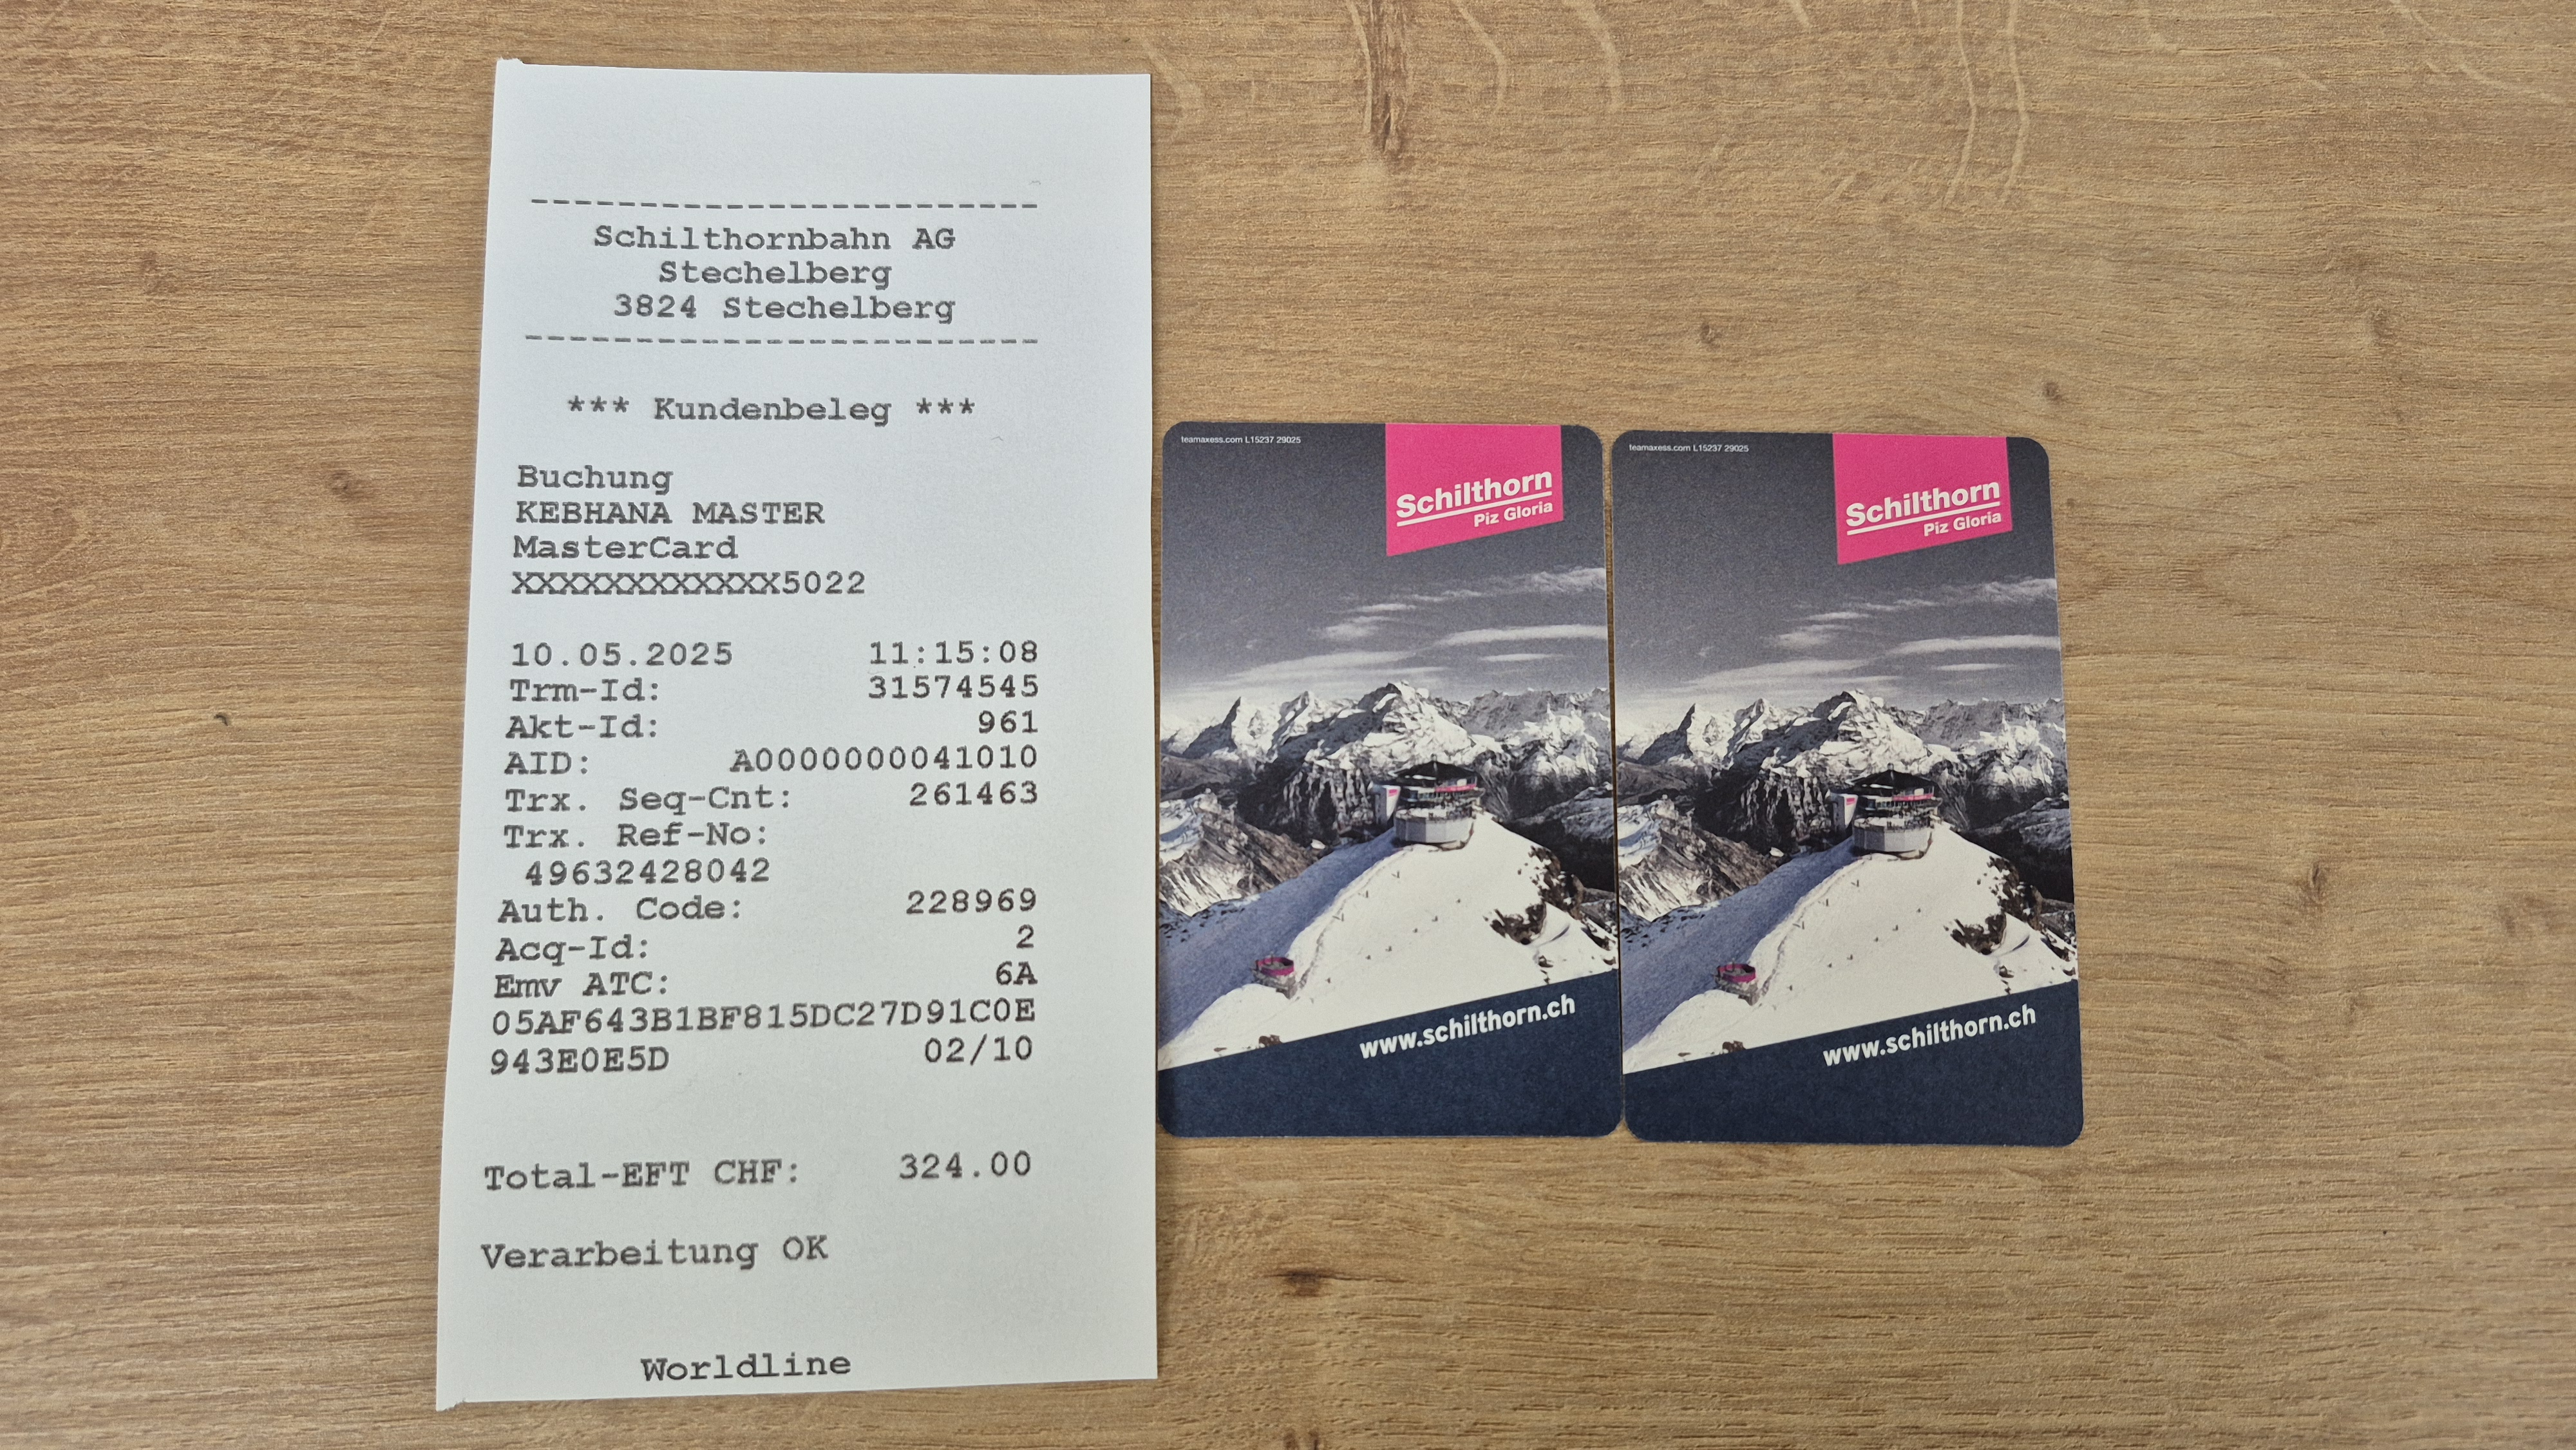 ------------------------
Schilthornbahn AG
Stechelberg
3824 Stechelberg
------------------------
*** Kundenbeleg ***
Buchung
KEBHANA MASTER
MasterCard
XXXXXXXXXXXX5022
10.05.2025 11:15:08
Trm-Id: 31574545
Akt-Id: 961
AID: A0000000041010
Trx. Seq-Cnt: 261463
Trx. Ref-No:
49632428042
Auth. Code: 228969
Acq-Id: 2
Emv ATC: 6A
05AF643B1BF815DC27D91C0E
943E0E5D 02/10
Total-EFT CHF: 324.00
Verarbeitung OK
Worldline
teamaxess.com L15237 29025
Schilthorn
Piz Gloria
www.schilthorn.ch
teamaxess.com L15237 29025
Schilthorn
Piz Gloria
www.schilthorn.ch